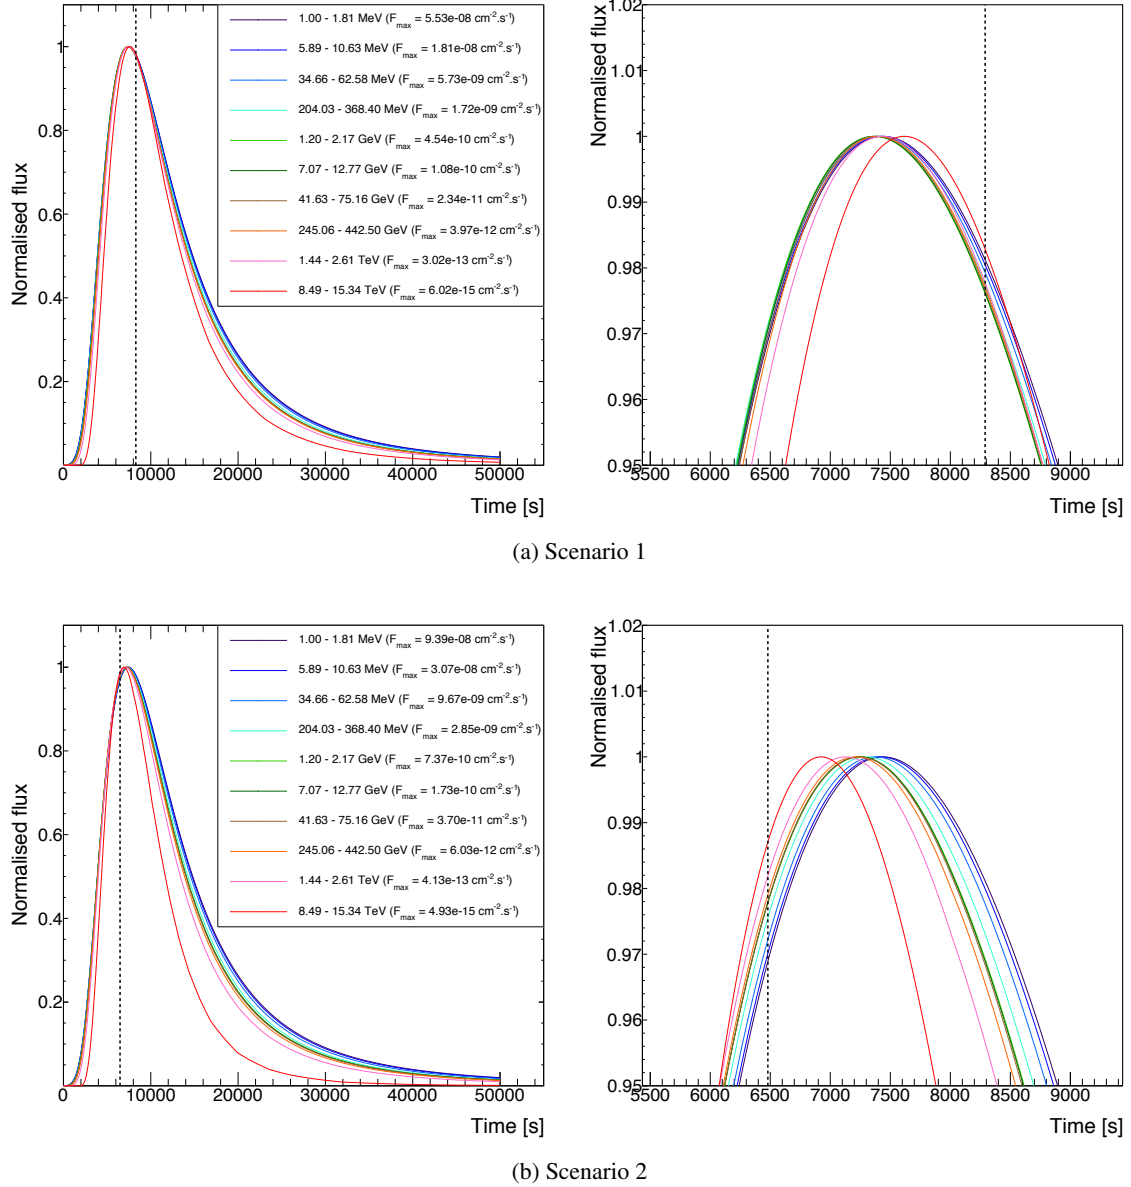 Normalised flux
1
0.8
0.6
0.4
0.2
1.00 - 1.81 MeV (F_max = 5.53e-08 cm⁻².s⁻¹)
5.89 - 10.63 MeV (F_max = 1.81e-08 cm⁻².s⁻¹)
34.66 - 62.58 MeV (F_max = 5.73e-09 cm⁻².s⁻¹)
204.03 - 368.40 MeV (F_max = 1.72e-09 cm⁻².s⁻¹)
1.20 - 2.17 GeV (F_max = 4.54e-10 cm⁻².s⁻¹)
7.07 - 12.77 GeV (F_max = 1.08e-10 cm⁻².s⁻¹)
41.63 - 75.16 GeV (F_max = 2.34e-11 cm⁻².s⁻¹)
245.06 - 442.50 GeV (F_max = 3.97e-12 cm⁻².s⁻¹)
1.44 - 2.61 TeV (F_max = 3.02e-13 cm⁻².s⁻¹)
8.49 - 15.34 TeV (F_max = 6.02e-15 cm⁻².s⁻¹)
0 10000 20000 30000 40000 50000
Time [s]
Normalised flux
1.02
1.01
1
0.99
0.98
0.97
0.96
0.95
5500 6000 6500 7000 7500 8000 8500 9000
Time [s]
(a) Scenario 1
Normalised flux
1
0.8
0.6
0.4
0.2
1.00 - 1.81 MeV (F_max = 9.39e-08 cm⁻².s⁻¹)
5.89 - 10.63 MeV (F_max = 3.07e-08 cm⁻².s⁻¹)
34.66 - 62.58 MeV (F_max = 9.67e-09 cm⁻².s⁻¹)
204.03 - 368.40 MeV (F_max = 2.85e-09 cm⁻².s⁻¹)
1.20 - 2.17 GeV (F_max = 7.37e-10 cm⁻².s⁻¹)
7.07 - 12.77 GeV (F_max = 1.73e-10 cm⁻².s⁻¹)
41.63 - 75.16 GeV (F_max = 3.70e-11 cm⁻².s⁻¹)
245.06 - 442.50 GeV (F_max = 6.03e-12 cm⁻².s⁻¹)
1.44 - 2.61 TeV (F_max = 4.13e-13 cm⁻².s⁻¹)
8.49 - 15.34 TeV (F_max = 4.93e-15 cm⁻².s⁻¹)
0 10000 20000 30000 40000 50000
Time [s]
Normalised flux
1.02
1.01
1
0.99
0.98
0.97
0.96
0.95
5500 6000 6500 7000 7500 8000 8500 9000
Time [s]
(b) Scenario 2